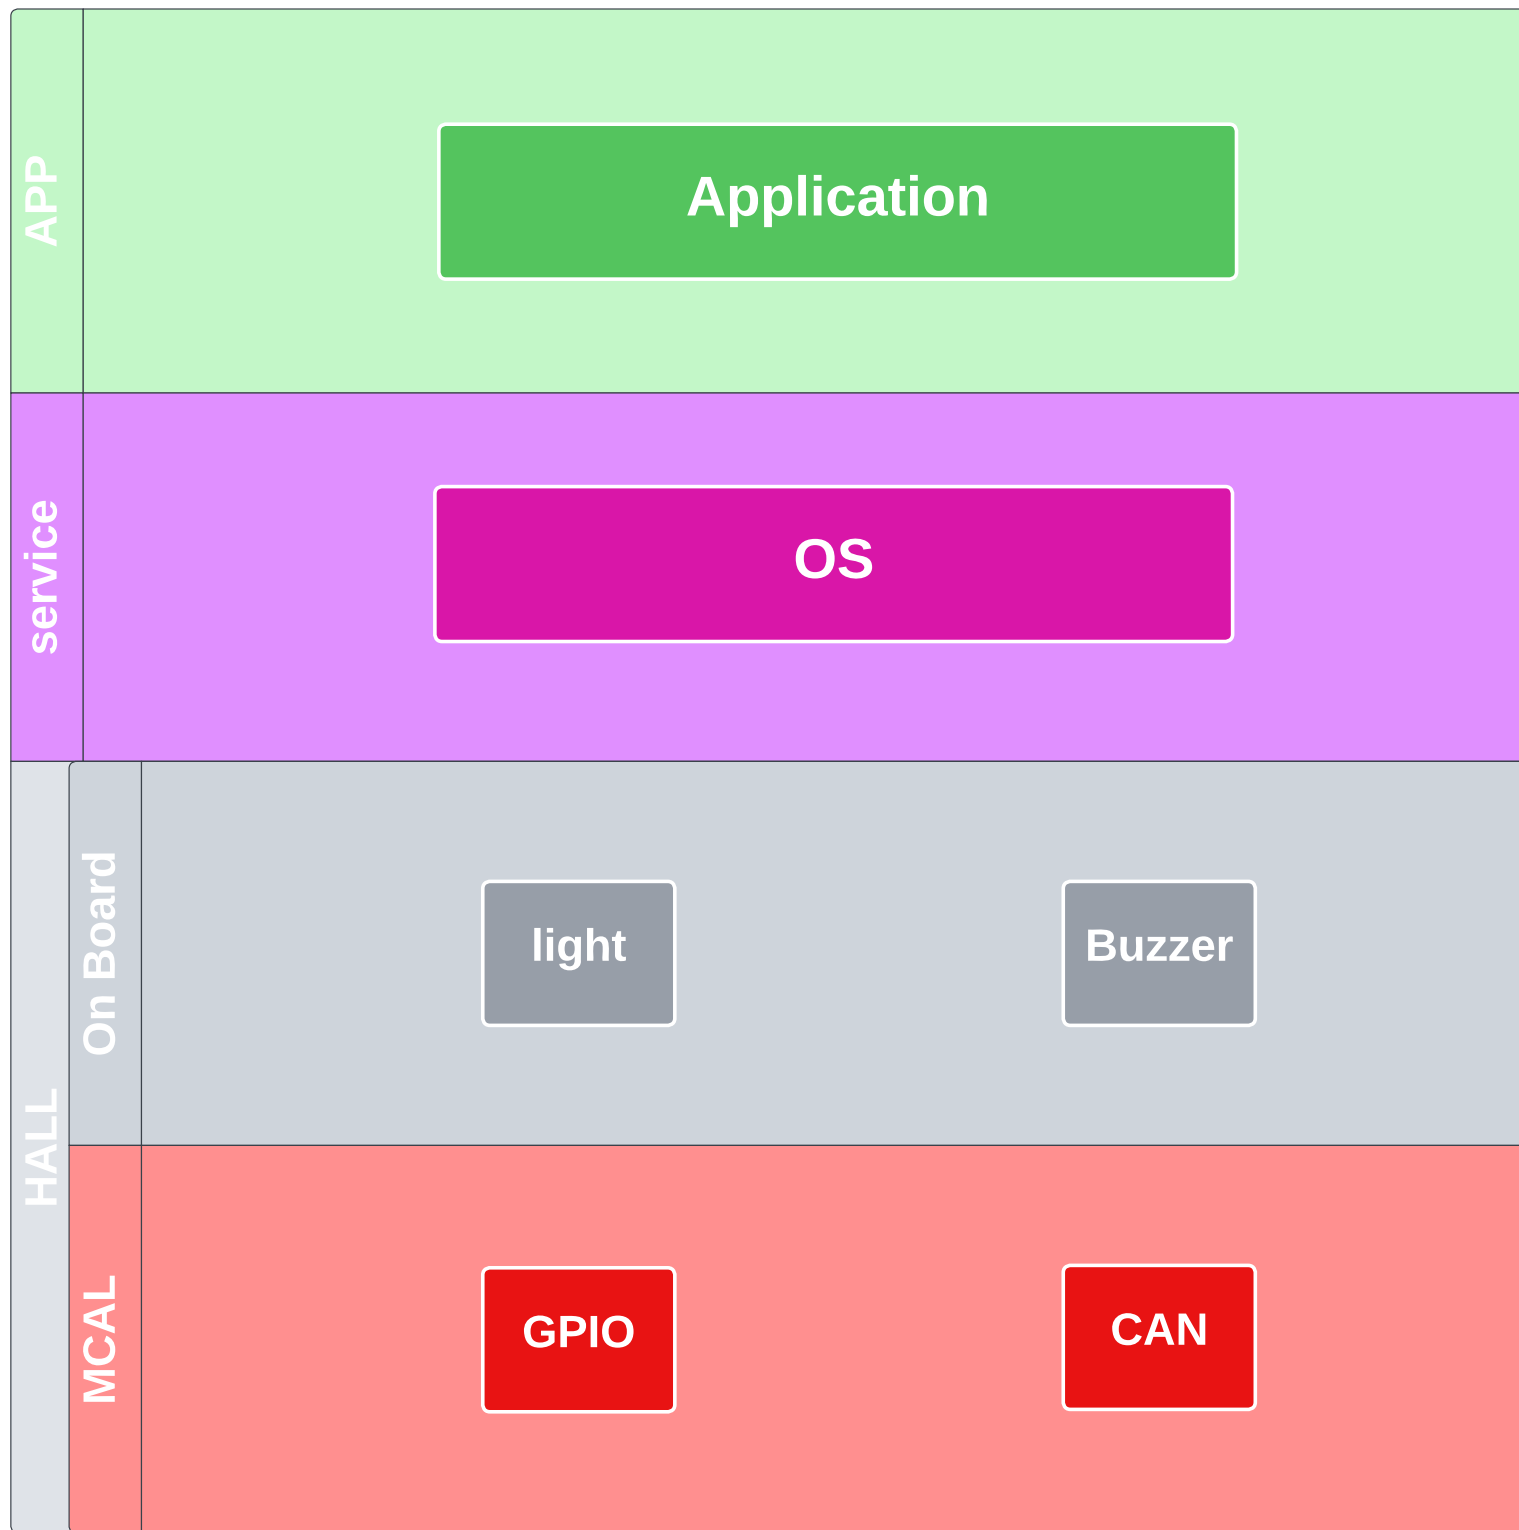 APP
Application
service
OS
HALL
On Board
light
Buzzer
MCAL
GPIO
CAN